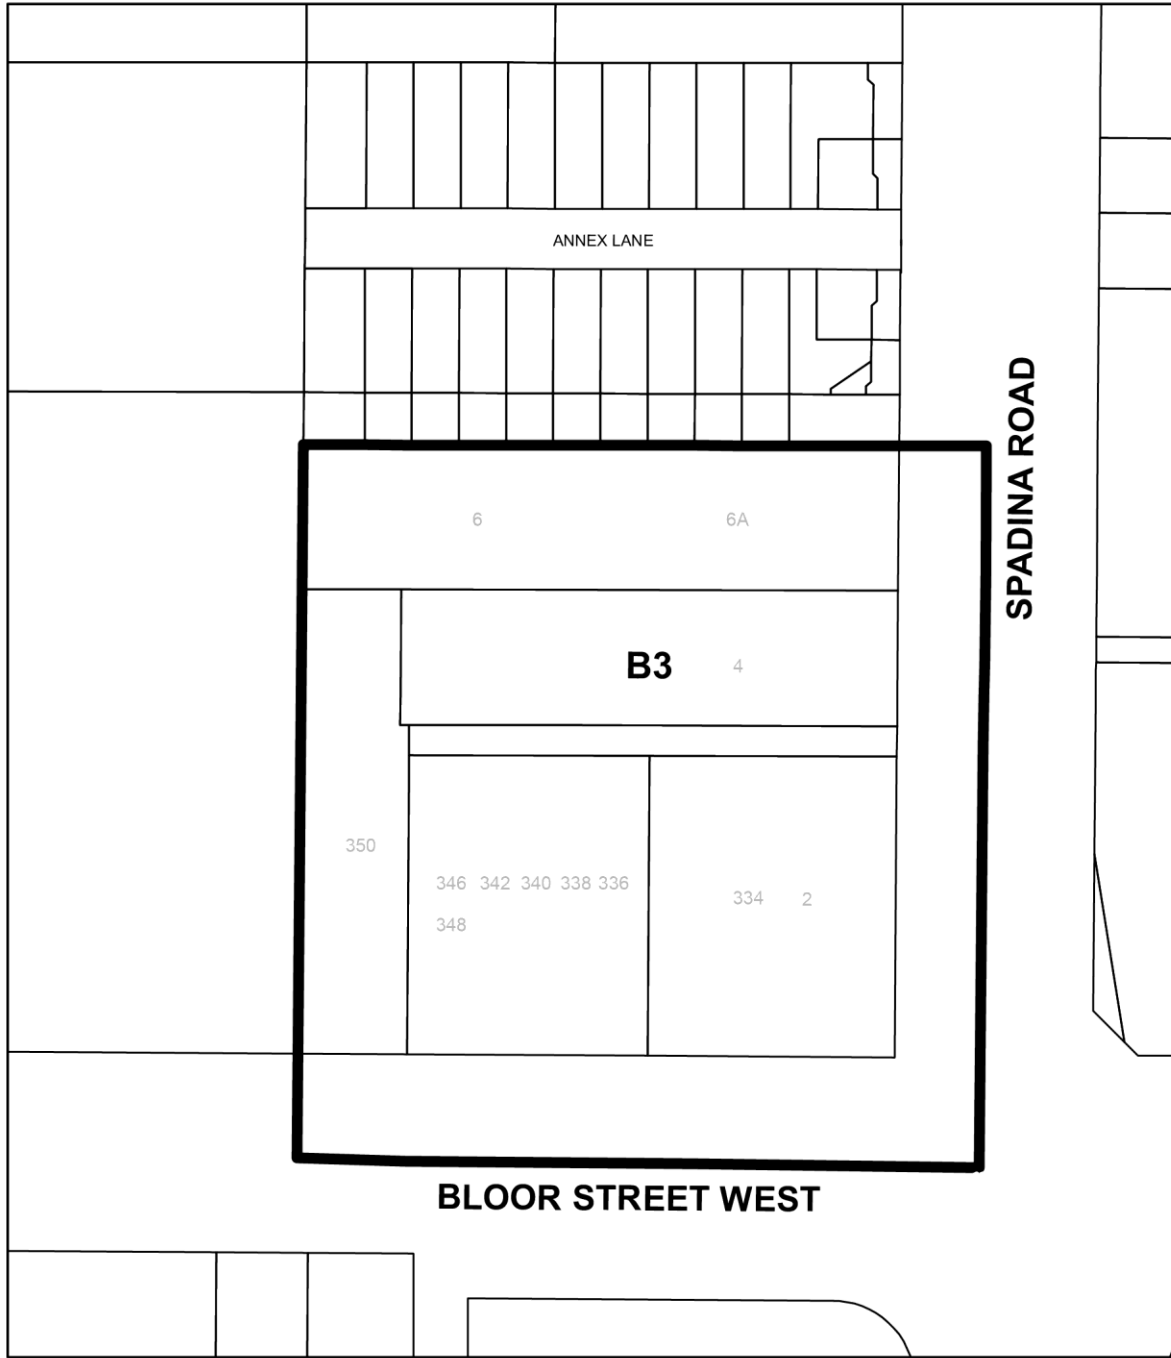 ANNEX LANE
SPADINA ROAD
6 6A
B3 4
350
346 342 340 338 336
334 2
348
BLOOR STREET WEST